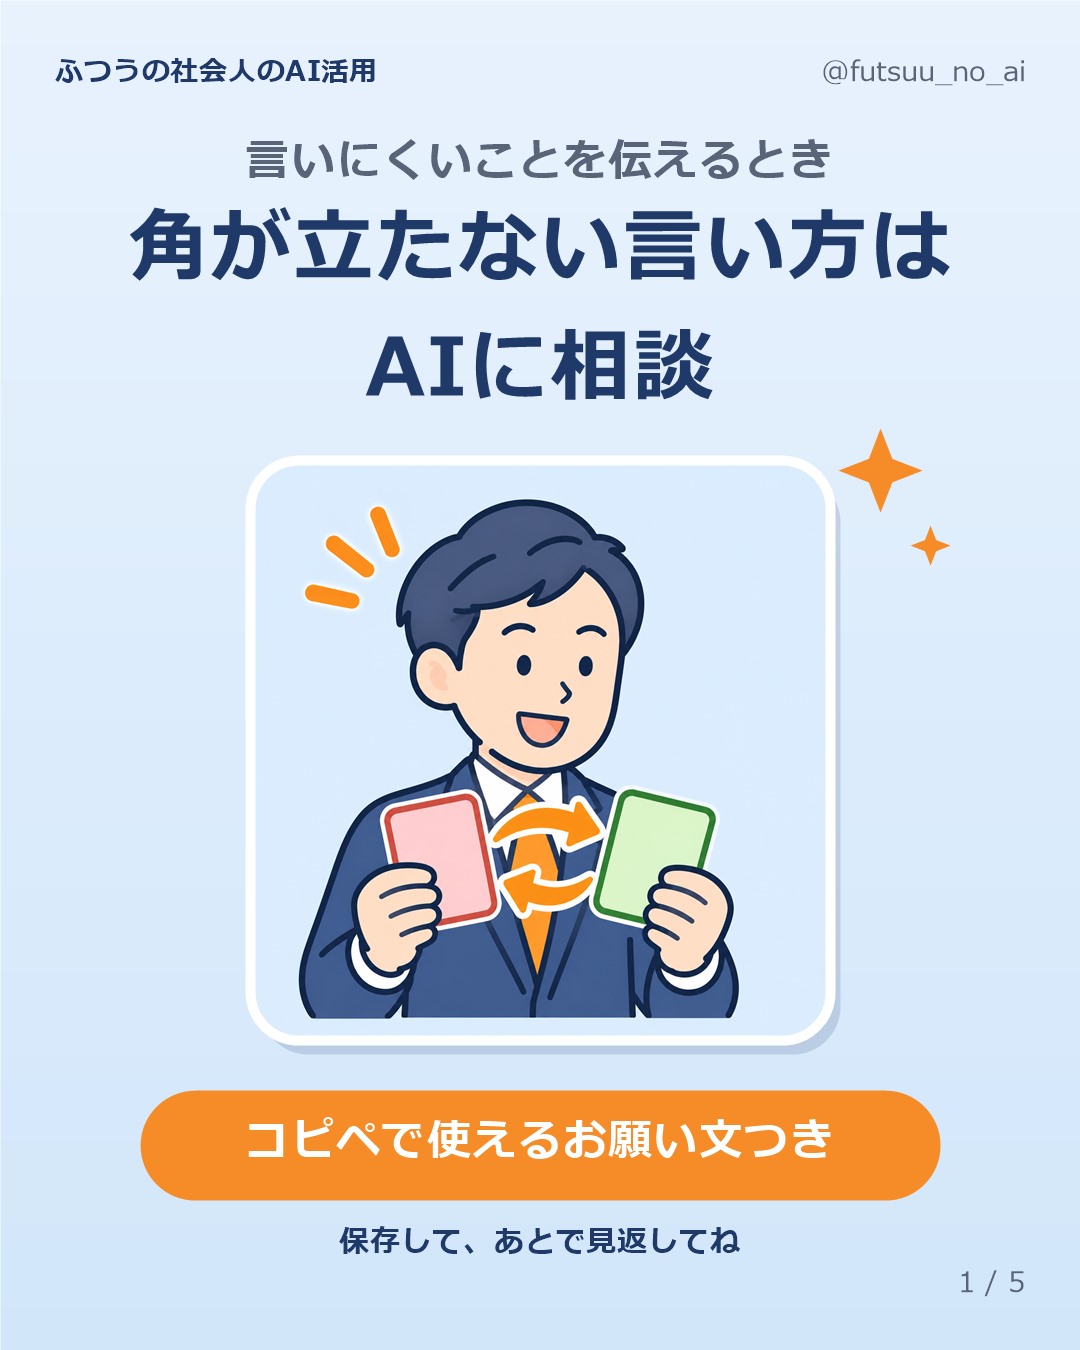 ふつうの社会人のAI活用
@futsuu_no_ai
言いにくいことを伝えるとき
角が立たない言い方は
AIに相談
コピペで使えるお願い文つき
保存して、あとで見返してね
1 / 5